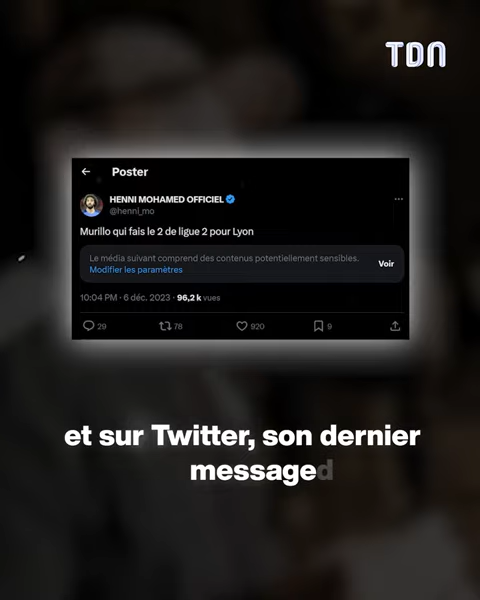 TDN
Poster
HENNI MOHAMED OFFICIEL
@henni_mo
Murillo qui fais le 2 de ligue 2 pour Lyon
Le média suivant comprend des contenus potentiellement sensibles.
Modifier les paramètres
Voir
10:04 PM · 6 déc. 2023 · 96,2 k vues
29 78 920 9
et sur Twitter, son dernier
messaged